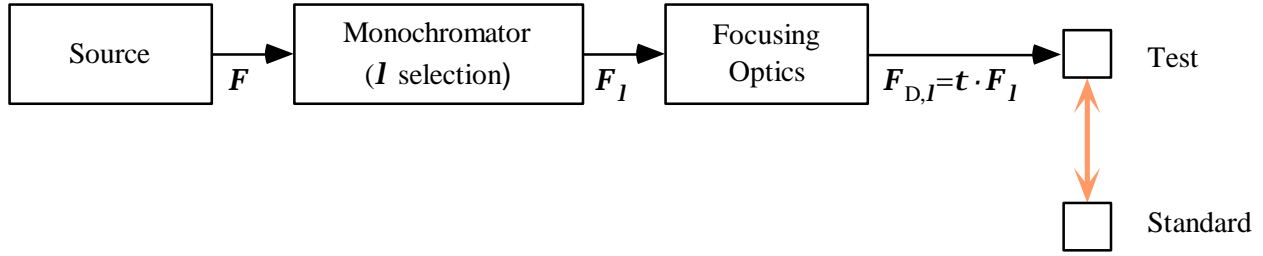 Source
F
Monochromator
(l selection)
F_l
Focusing
Optics
F_D,l=t · F_l
Test
Standard